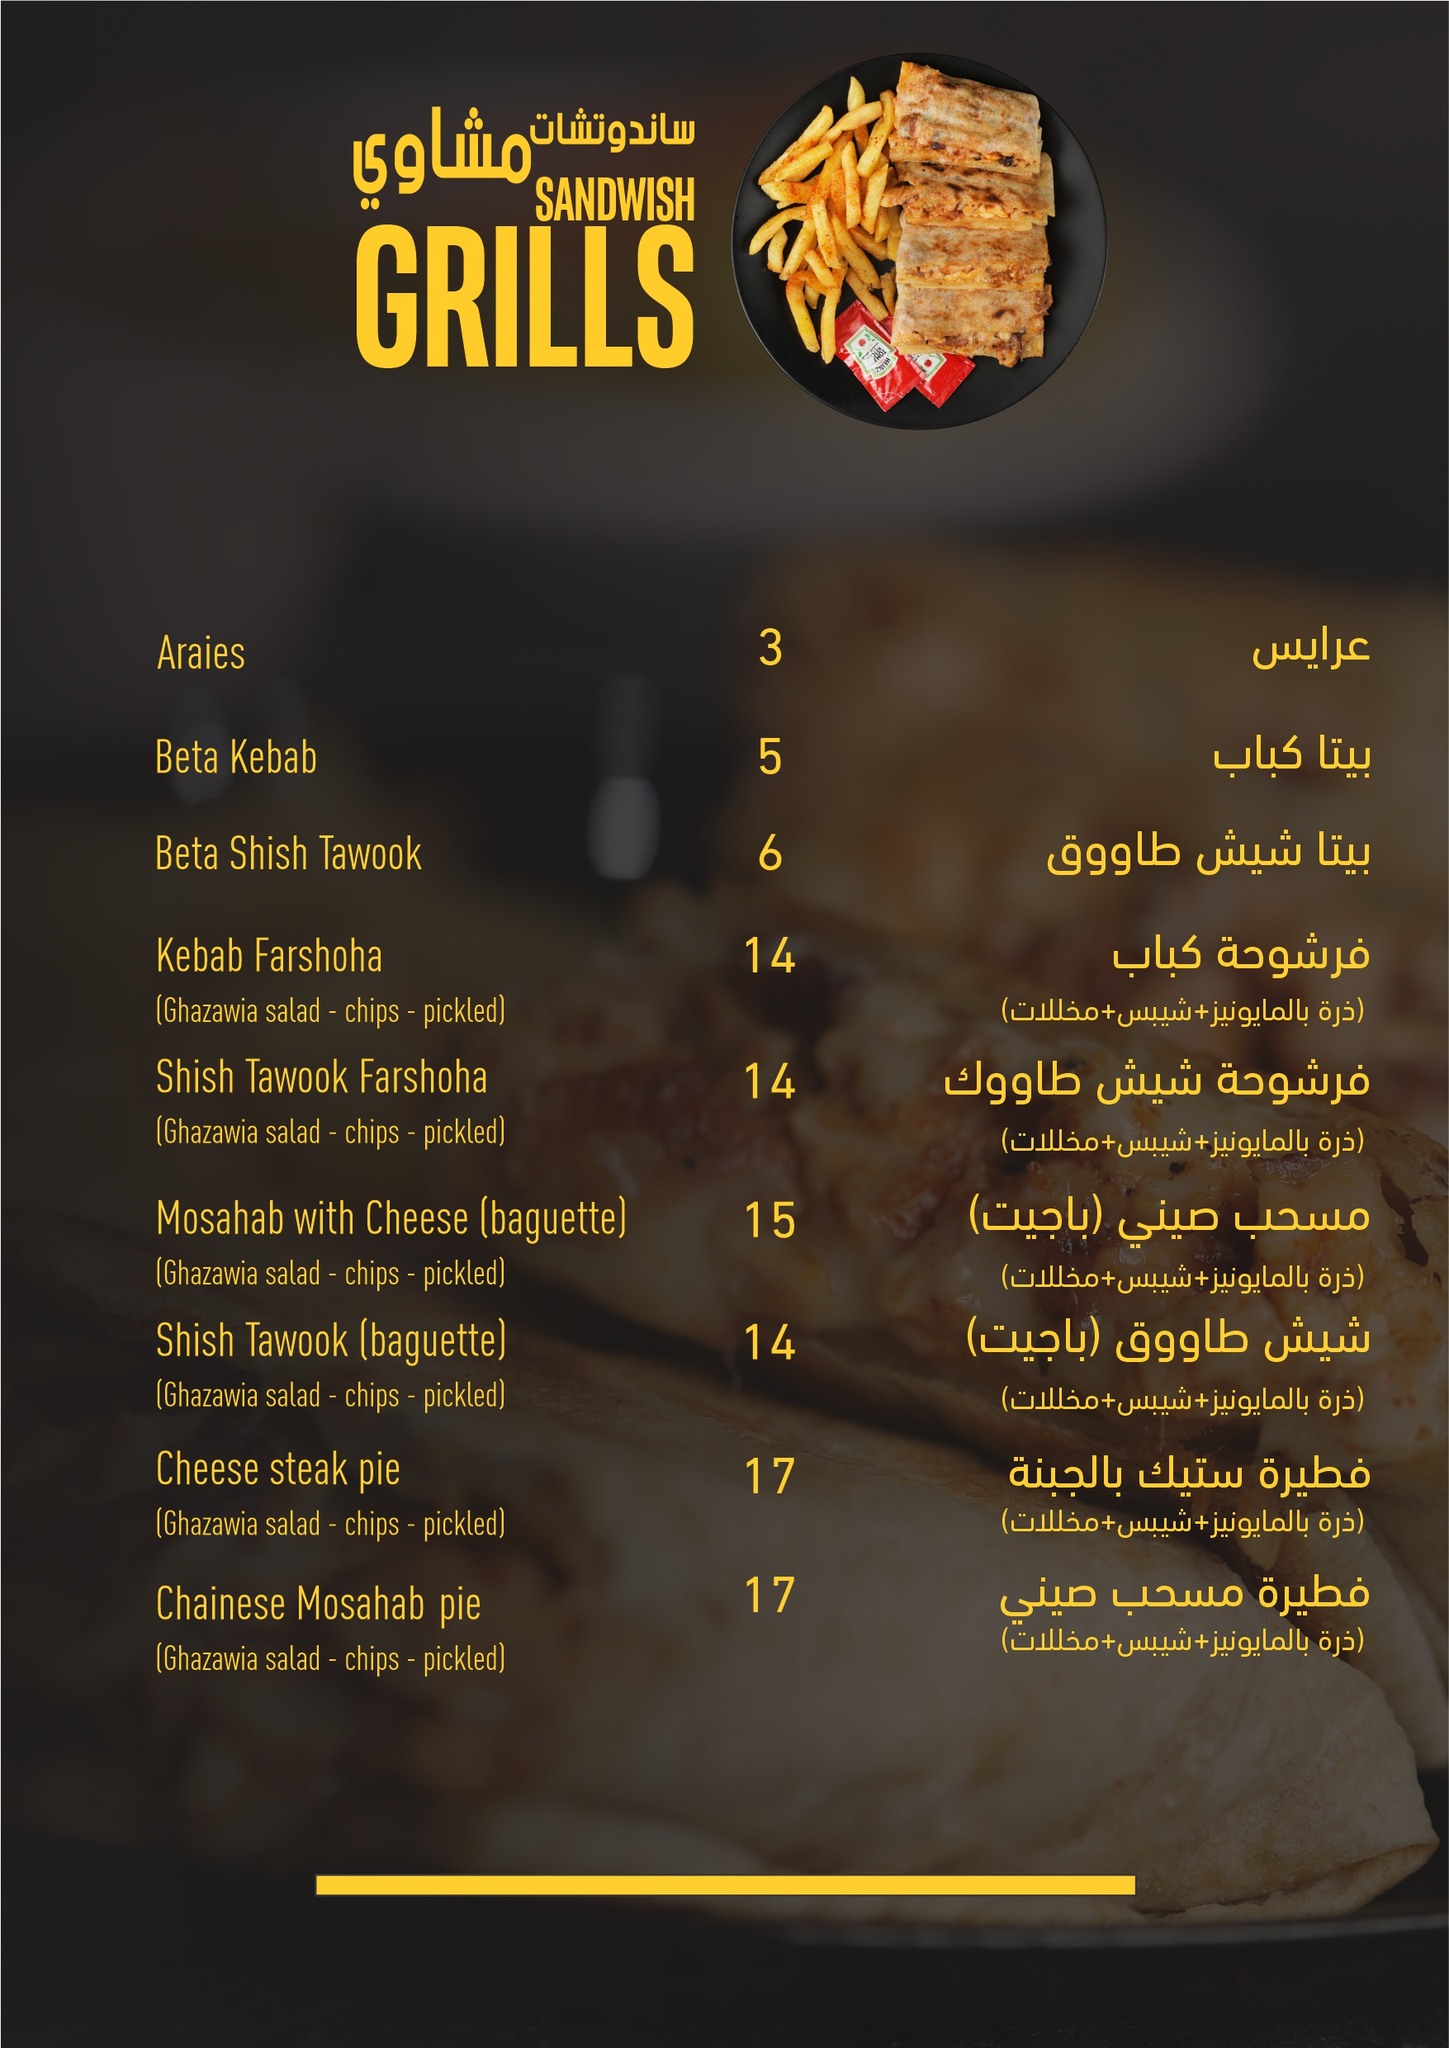 ساندوتشات
مشاوي
SANDWISH
GRILLS
Araies 3 عرايس
Beta Kebab 5 بيتا كباب
Beta Shish Tawook 6 بيتا شيش طاووق
Kebab Farshoha 14 فرشوحة كباب
(Ghazawia salad - chips - pickled) (ذرة بالمايونيز+شيبس+مخللات)
Shish Tawook Farshoha 14 فرشوحة شيش طاووك
(Ghazawia salad - chips - pickled) (ذرة بالمايونيز+شيبس+مخللات)
Mosahab with Cheese (baguette) 15 مسحب صيني (باجيت)
(Ghazawia salad - chips - pickled) (ذرة بالمايونيز+شيبس+مخللات)
Shish Tawook (baguette) 14 شيش طاووق (باجيت)
(Ghazawia salad - chips - pickled) (ذرة بالمايونيز+شيبس+مخللات)
Cheese steak pie 17 فطيرة ستيك بالجبنة
(Ghazawia salad - chips - pickled) (ذرة بالمايونيز+شيبس+مخللات)
Chainese Mosahab pie 17 فطيرة مسحب صيني
(Ghazawia salad - chips - pickled) (ذرة بالمايونيز+شيبس+مخللات)